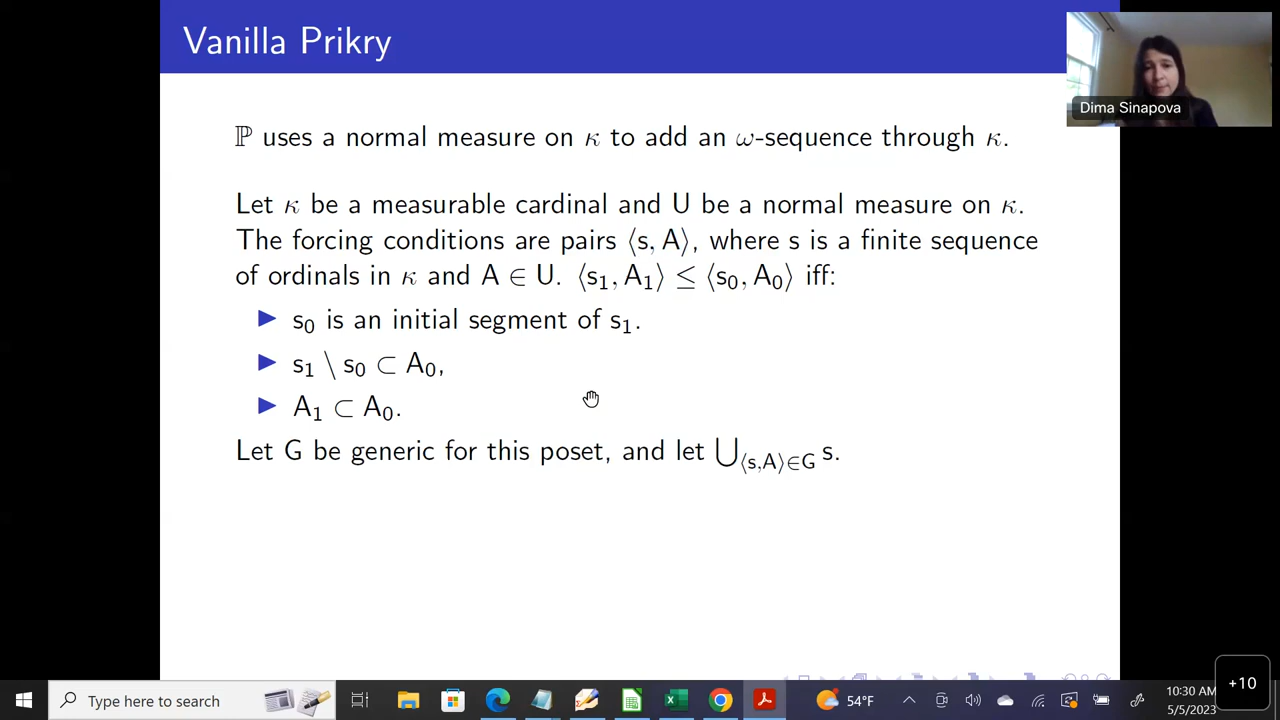 Vanilla Prikry
Dima Sinapova
ℙ uses a normal measure on κ to add an ω-sequence through κ.
Let κ be a measurable cardinal and U be a normal measure on κ.
The forcing conditions are pairs ⟨s, A⟩, where s is a finite sequence
of ordinals in κ and A ∈ U. ⟨s₁, A₁⟩ ≤ ⟨s₀, A₀⟩ iff:
s₀ is an initial segment of s₁.
s₁ \ s₀ ⊂ A₀,
A₁ ⊂ A₀.
Let G be generic for this poset, and let ⋃⟨s,A⟩∈G s.
+10
Type here to search
54°F
10:30 AM
5/5/2023